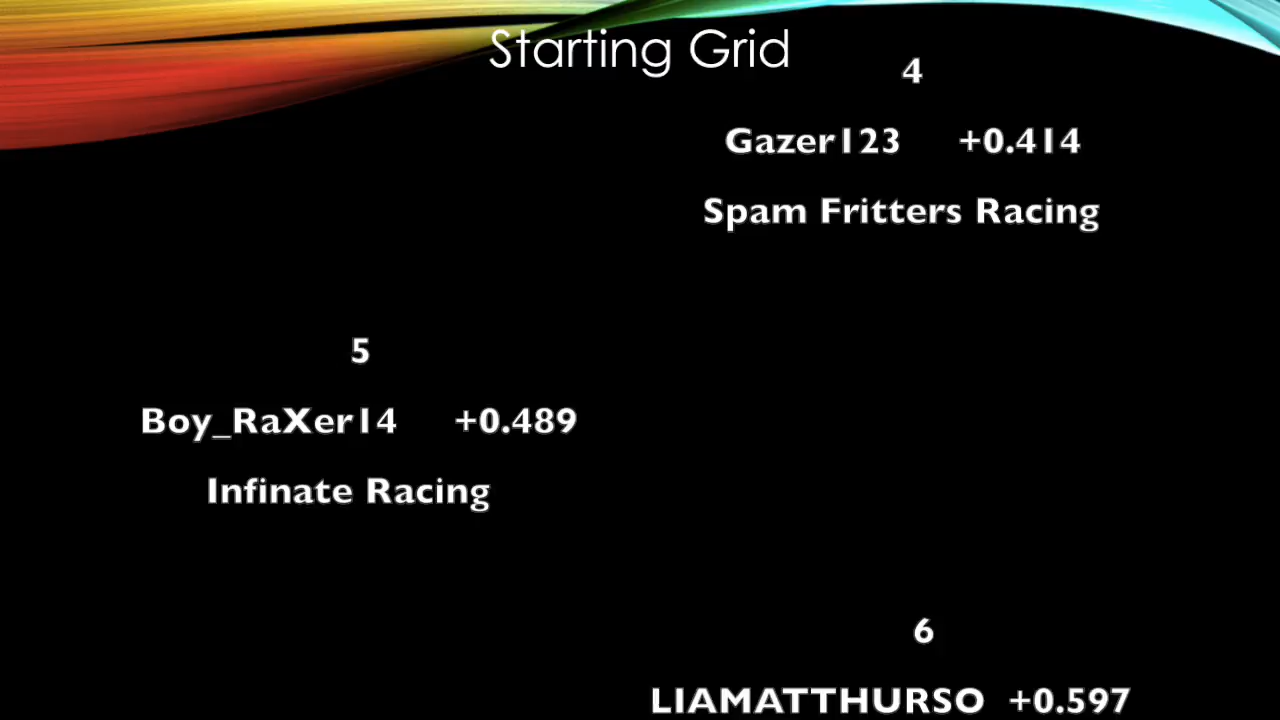 Starting Grid
4
Gazer123 +0.414
Spam Fritters Racing
5
Boy_RaXer14 +0.489
Infinate Racing
6
LIAMATTHURSO +0.597